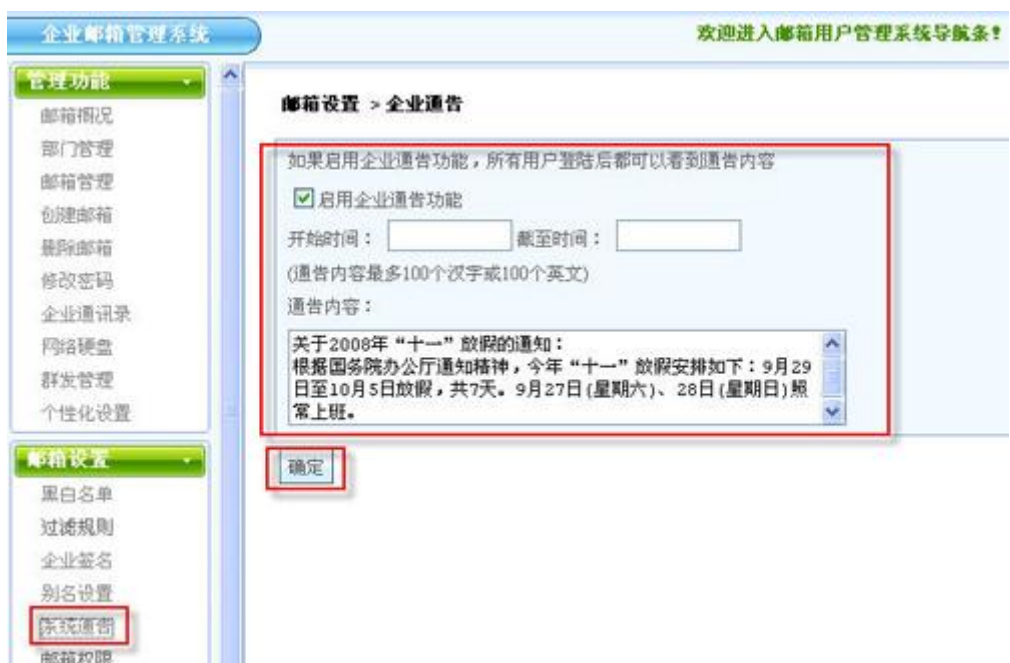 企业邮箱管理系统
欢迎进入邮箱用户管理系统导航条!
管理功能
邮箱概况
部门管理
邮箱管理
创建邮箱
删除邮箱
修改密码
企业通讯录
网络硬盘
群发管理
个性化设置
邮箱设置
黑白名单
过滤规则
企业签名
别名设置
系统通告
邮箱权限
邮箱设置 > 企业通告
如果启用企业通告功能,所有用户登陆后都可以看到通告内容
启用企业通告功能
开始时间: 截至时间:
(通告内容最多100个汉字或100个英文)
通告内容:
关于2008年“十一”放假的通知:
根据国务院办公厅通知精神,今年“十一”放假安排如下:9月29
日至10月5日放假,共7天。9月27日(星期六)、28日(星期日)照
常上班。
确定